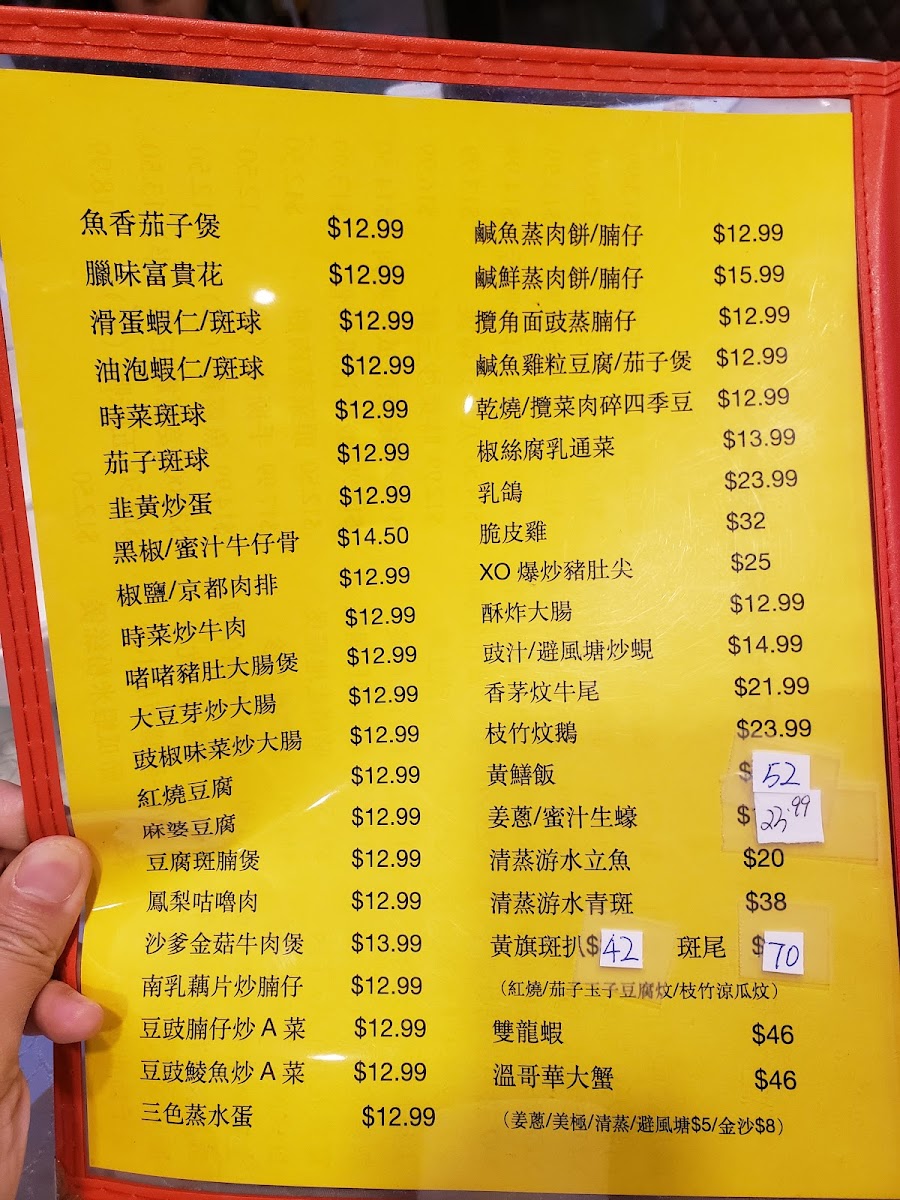 魚香茄子煲 $12.99
臘味富貴花 $12.99
滑蛋蝦仁/斑球 $12.99
油泡蝦仁/斑球 $12.99
時菜斑球 $12.99
茄子斑球 $12.99
韭黃炒蛋 $12.99
黑椒/蜜汁牛仔骨 $14.50
椒鹽/京都肉排 $12.99
時菜炒牛肉 $12.99
啫啫豬肚大腸煲 $12.99
大豆芽炒大腸 $12.99
豉椒味菜炒大腸 $12.99
紅燒豆腐 $12.99
麻婆豆腐 $12.99
豆腐斑腩煲 $12.99
鳳梨咕嚕肉 $12.99
沙爹金菇牛肉煲 $13.99
南乳藕片炒腩仔 $12.99
豆豉腩仔炒 A 菜 $12.99
豆豉鯪魚炒 A 菜 $12.99
三色蒸水蛋 $12.99
鹹魚蒸肉餅/腩仔 $12.99
鹹鮮蒸肉餅/腩仔 $15.99
攬角面豉蒸腩仔 $12.99
鹹魚雞粒豆腐/茄子煲 $12.99
乾燒/攬菜肉碎四季豆 $12.99
椒絲腐乳通菜 $13.99
乳鴿 $23.99
脆皮雞 $32
XO 爆炒豬肚尖 $25
酥炸大腸 $12.99
豉汁/避風塘炒蜆 $14.99
香茅炆牛尾 $21.99
枝竹炆鵝 $23.99
黃鱔飯 $52
姜蔥/蜜汁生蠔 $23.99
清蒸游水立魚 $20
清蒸游水青斑 $38
黃旗斑扒$42 斑尾 $70
（紅燒/茄子玉子豆腐炆/枝竹涼瓜炆）
雙龍蝦 $46
溫哥華大蟹 $46
（姜蔥/美極/清蒸/避風塘$5/金沙$8）